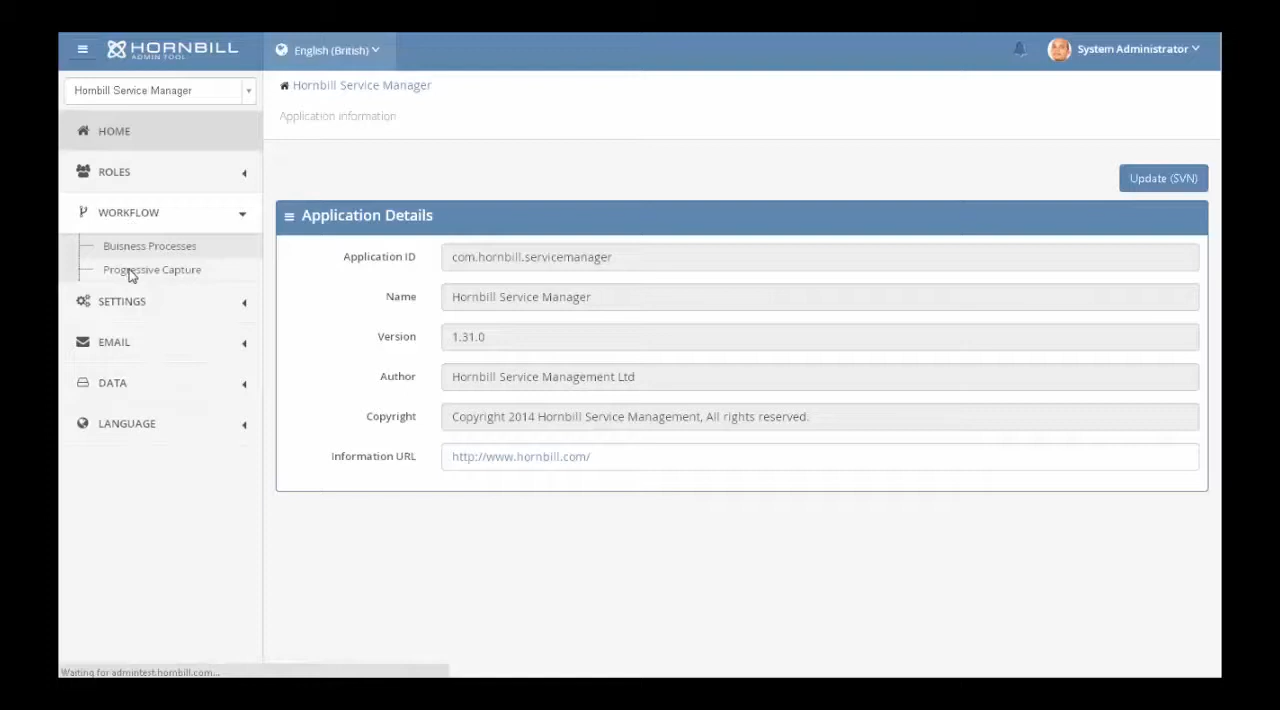 HORNBILL
ADMIN TOOL
English (British)
System Administrator
Hornbill Service Manager
Hornbill Service Manager
Application information
HOME
ROLES
WORKFLOW
Buisness Processes
Progressive Capture
SETTINGS
EMAIL
DATA
LANGUAGE
Update (SVN)
Application Details
Application ID com.hornbill.servicemanager
Name Hornbill Service Manager
Version 1.31.0
Author Hornbill Service Management Ltd
Copyright Copyright 2014 Hornbill Service Management, All rights reserved.
Information URL http://www.hornbill.com/
Waiting for admintest.hornbill.com...